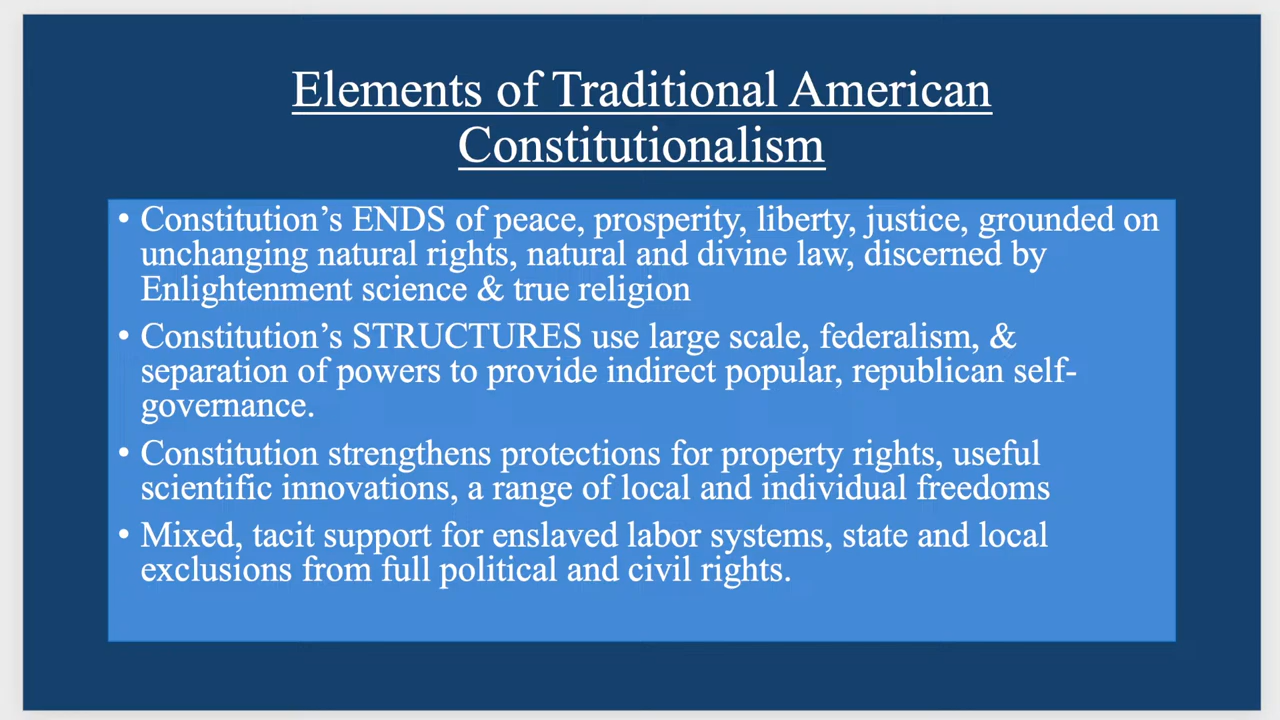 Elements of Traditional American
Constitutionalism
• Constitution’s ENDS of peace, prosperity, liberty, justice, grounded on
unchanging natural rights, natural and divine law, discerned by
Enlightenment science & true religion
• Constitution’s STRUCTURES use large scale, federalism, &
separation of powers to provide indirect popular, republican self-
governance.
• Constitution strengthens protections for property rights, useful
scientific innovations, a range of local and individual freedoms
• Mixed, tacit support for enslaved labor systems, state and local
exclusions from full political and civil rights.